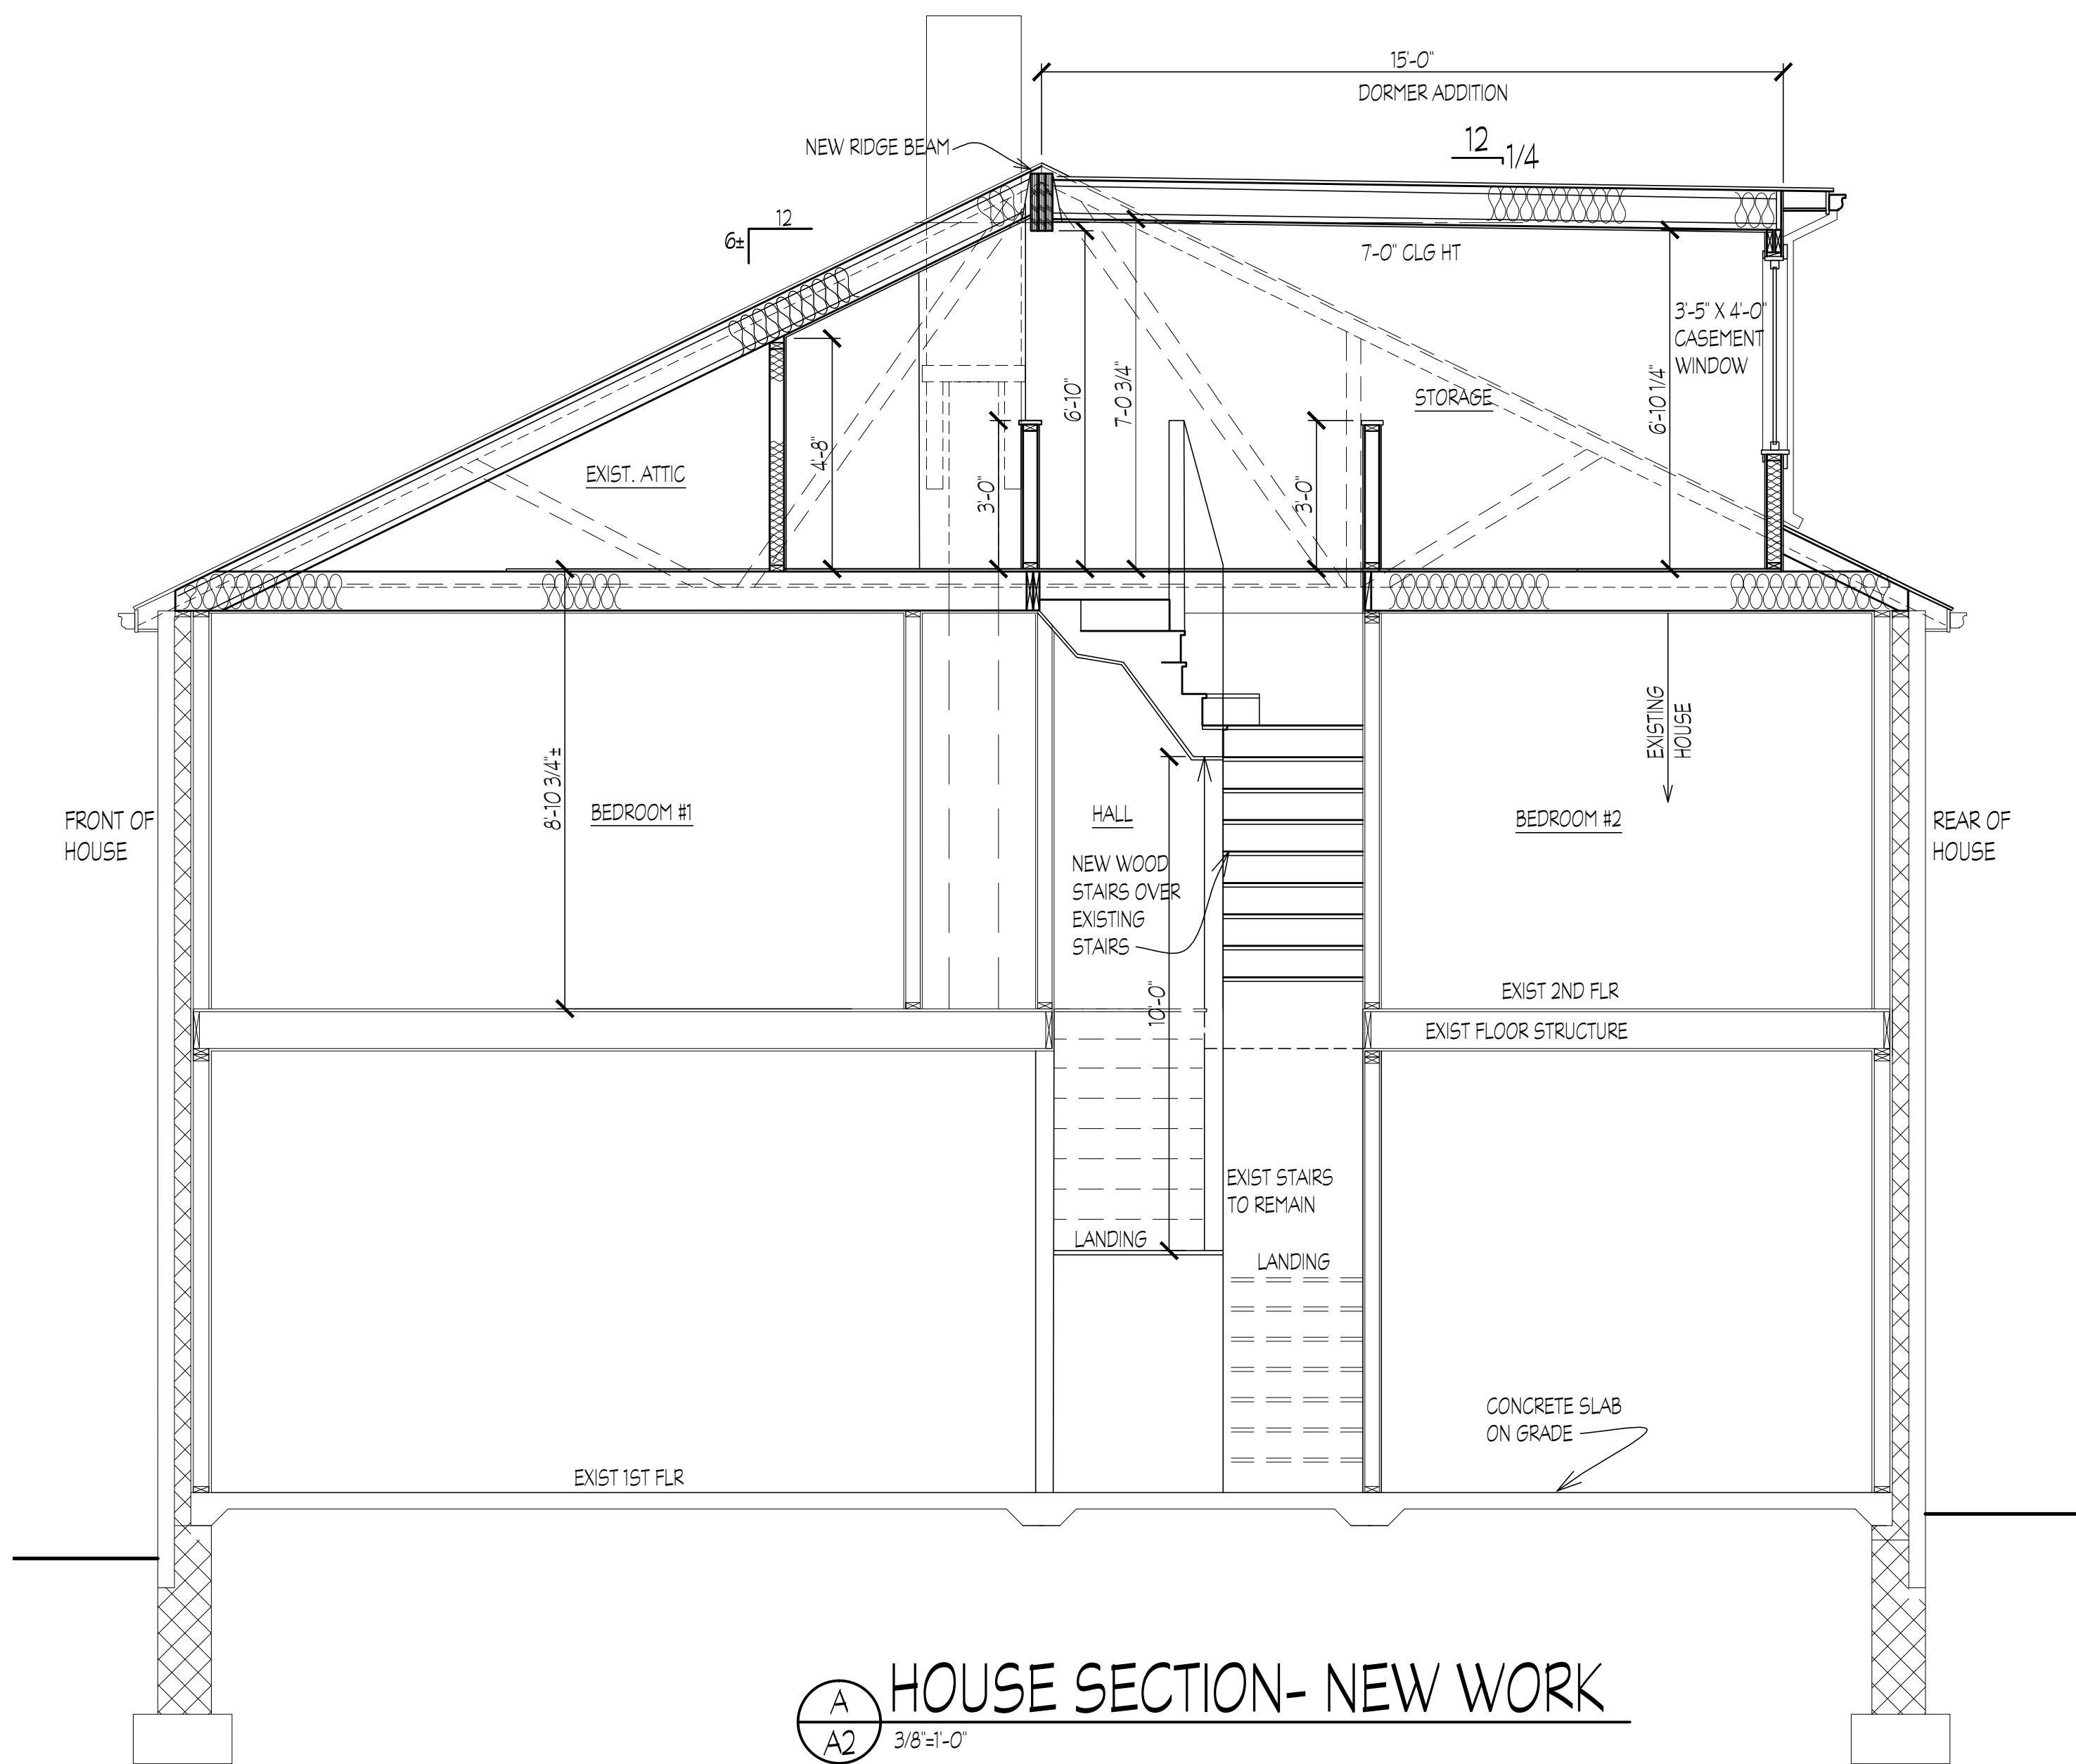 15'-0"
DORMER ADDITION
12
1/4
NEW RIDGE BEAM
12
6±
7'-0" CLG HT
3'-5" X 4'-0"
CASEMENT
WINDOW
STORAGE
6'-10"
7'-0 3/4"
6'-10 1/4"
4'-8"
EXIST. ATTIC
3'-0"
3'-0"
EXISTING
HOUSE
8'-10 3/4"±
BEDROOM #1
HALL
BEDROOM #2
FRONT OF
HOUSE
REAR OF
HOUSE
NEW WOOD
STAIRS OVER
EXISTING
STAIRS
10'-0"
EXIST 2ND FLR
EXIST FLOOR STRUCTURE
EXIST STAIRS
TO REMAIN
LANDING
LANDING
CONCRETE SLAB
ON GRADE
EXIST 1ST FLR
A
A2
HOUSE SECTION- NEW WORK
3/8"=1'-0"